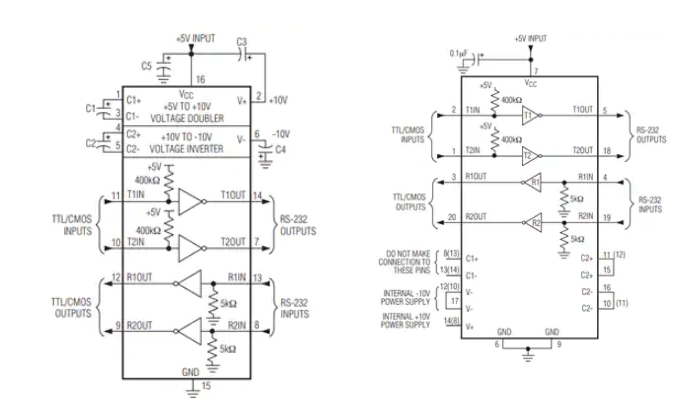 +5V INPUT
C3
C5
16
VCC
+5V TO +10V
VOLTAGE DOUBLER
1
C1+
C1
3
C1-
V+
2
+10V
4
C2+
C2
5
C2-
+10V TO -10V
VOLTAGE INVERTER
V-
6
-10V
C4
+5V
400kΩ
11
T1IN
T1OUT
14
+5V
400kΩ
TTL/CMOS
INPUTS
RS-232
OUTPUTS
10
T2IN
T2OUT
7
12
R1OUT
R1IN
13
5kΩ
TTL/CMOS
OUTPUTS
RS-232
INPUTS
9
R2OUT
R2IN
8
5kΩ
GND
15
+5V INPUT
0.1µF
7
VCC
+5V
400kΩ
2
T1IN
T1
T1OUT
5
+5V
400kΩ
TTL/CMOS
INPUTS
RS-232
OUTPUTS
1
T2IN
T2
T2OUT
18
3
R1OUT
R1
R1IN
4
5kΩ
TTL/CMOS
OUTPUTS
RS-232
INPUTS
20
R2OUT
R2
R2IN
19
5kΩ
DO NOT MAKE
CONNECTION TO
THESE PINS
8(13)
C1+
13(14)
C1-
C2+
11
(12)
C2+
15
INTERNAL -10V
POWER SUPPLY
12(10)
V-
17
V-
C2-
16
C2-
10
(11)
INTERNAL +10V
POWER SUPPLY
14(8)
V+
GND
GND
6
9